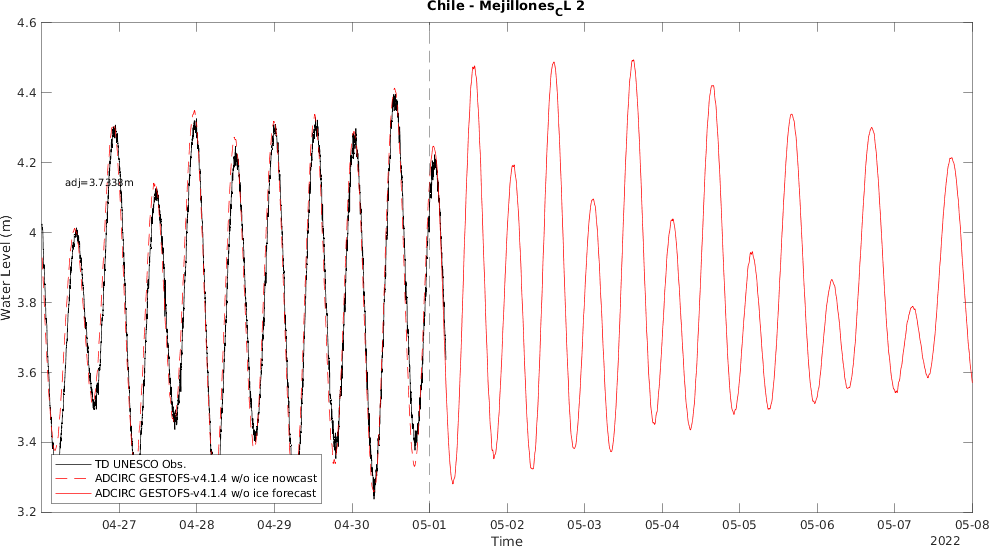 Chile - Mejillones_CL 2
4.6
4.4
4.2
4
3.8
3.6
3.4
3.2
Water Level (m)
adj=3.7338m
TD UNESCO Obs.
ADCIRC GESTOFS-v4.1.4 w/o ice nowcast
ADCIRC GESTOFS-v4.1.4 w/o ice forecast
04-27 04-28 04-29 04-30 05-01 05-02 05-03 05-04 05-05 05-06 05-07 05-08
Time
2022